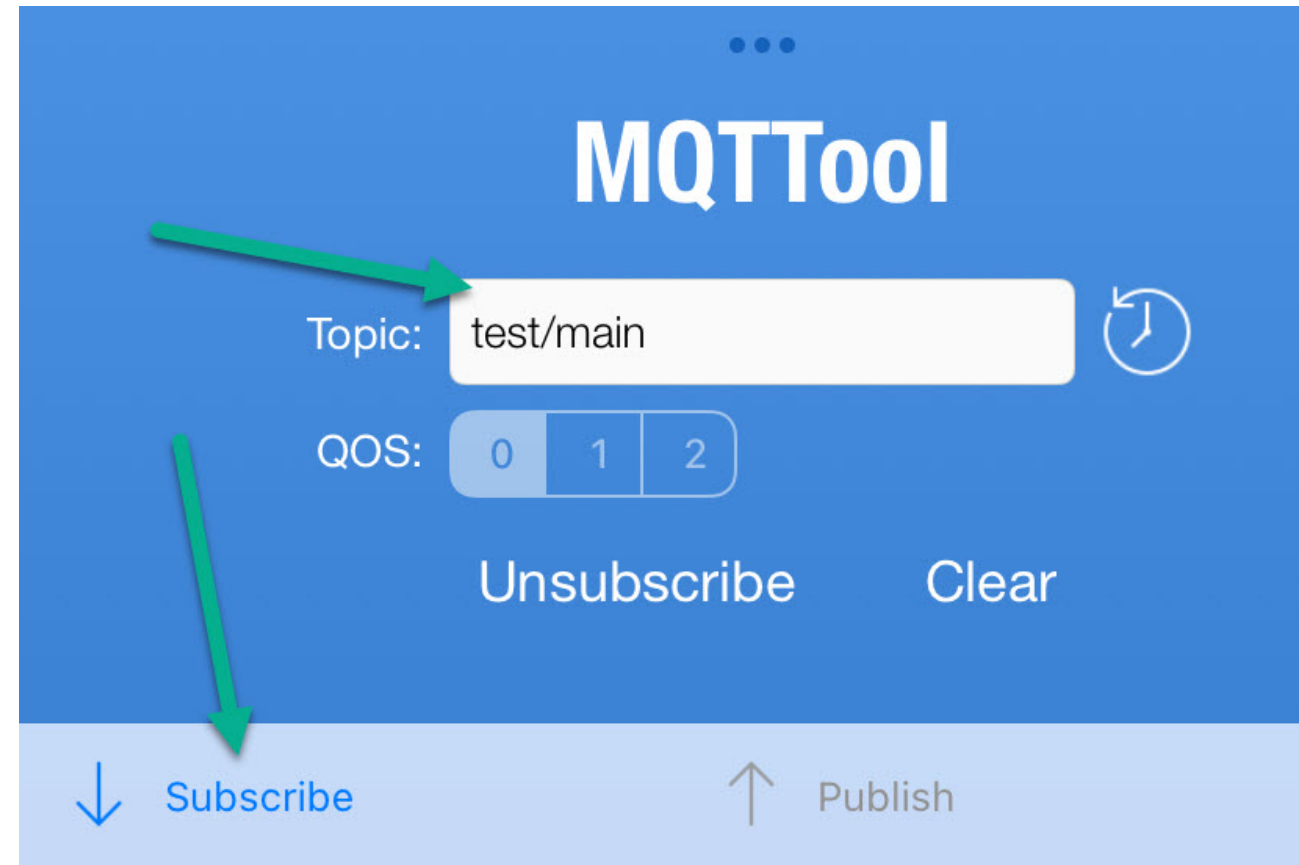 MQTTool
Topic: test/main
QOS: 0 1 2
Unsubscribe Clear
Subscribe Publish